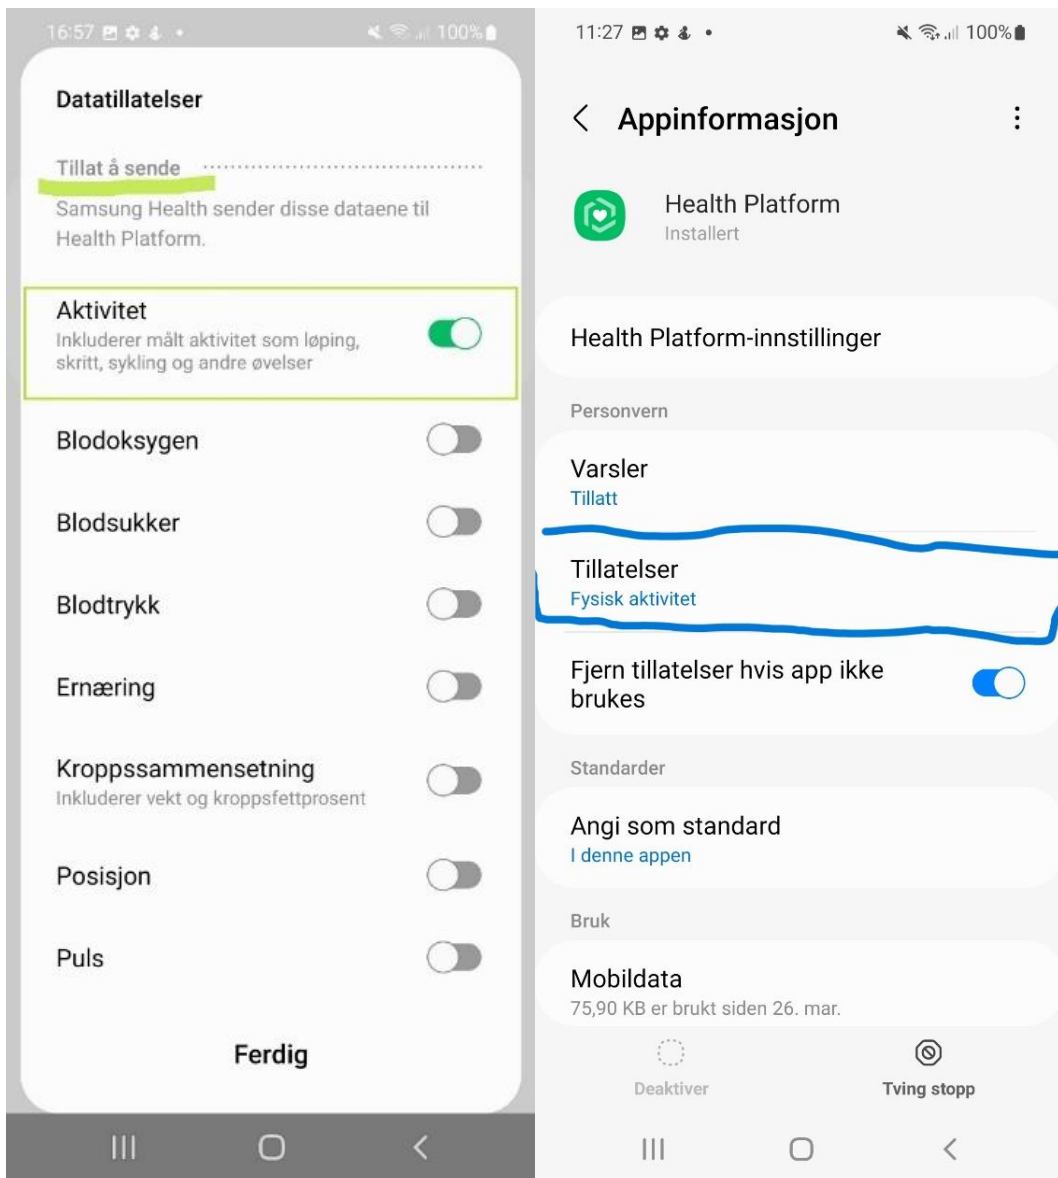 16:57
100%
Datatillatelser
Tillat å sende
Samsung Health sender disse dataene til
Health Platform.
Aktivitet
Inkluderer målt aktivitet som løping,
skritt, sykling og andre øvelser
Blodoksygen
Blodsukker
Blodtrykk
Ernæring
Kroppssammensetning
Inkluderer vekt og kroppsfettprosent
Posisjon
Puls
Ferdig
11:27
100%
Appinformasjon
Health Platform
Installert
Health Platform-innstillinger
Personvern
Varsler
Tillatt
Tillatelser
Fysisk aktivitet
Fjern tillatelser hvis app ikke
brukes
Standarder
Angi som standard
I denne appen
Bruk
Mobildata
75,90 KB er brukt siden 26. mar.
Deaktiver
Tving stopp